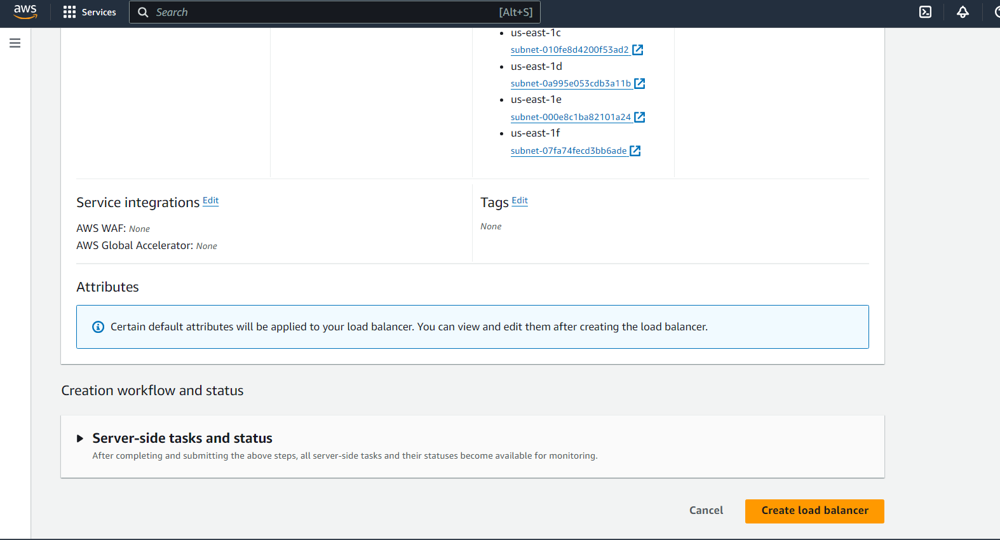 aws Services Search [Alt+S]
us-east-1c
subnet-010fe8d4200f53ad2
us-east-1d
subnet-0a995e053cdb3a11b
us-east-1e
subnet-000e8c1ba82101a24
us-east-1f
subnet-07fa74fecd3bb6ade
Service integrations Edit
AWS WAF: None
AWS Global Accelerator: None
Tags Edit
None
Attributes
Certain default attributes will be applied to your load balancer. You can view and edit them after creating the load balancer.
Creation workflow and status
Server-side tasks and status
After completing and submitting the above steps, all server-side tasks and their statuses become available for monitoring.
Cancel Create load balancer